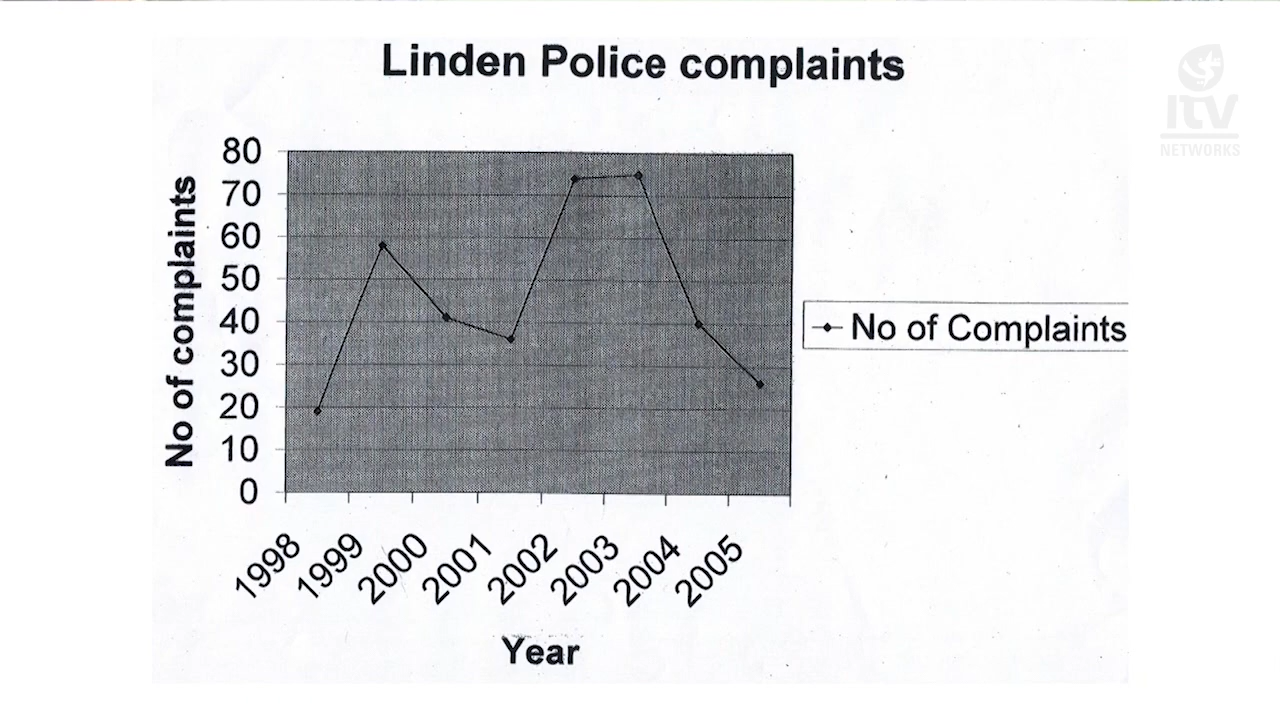 Linden Police complaints
ITV
NETWORKS
No of complaints
80
70
60
50
40
30
20
10
0
1998
1999
2000
2001
2002
2003
2004
2005
Year
No of Complaints